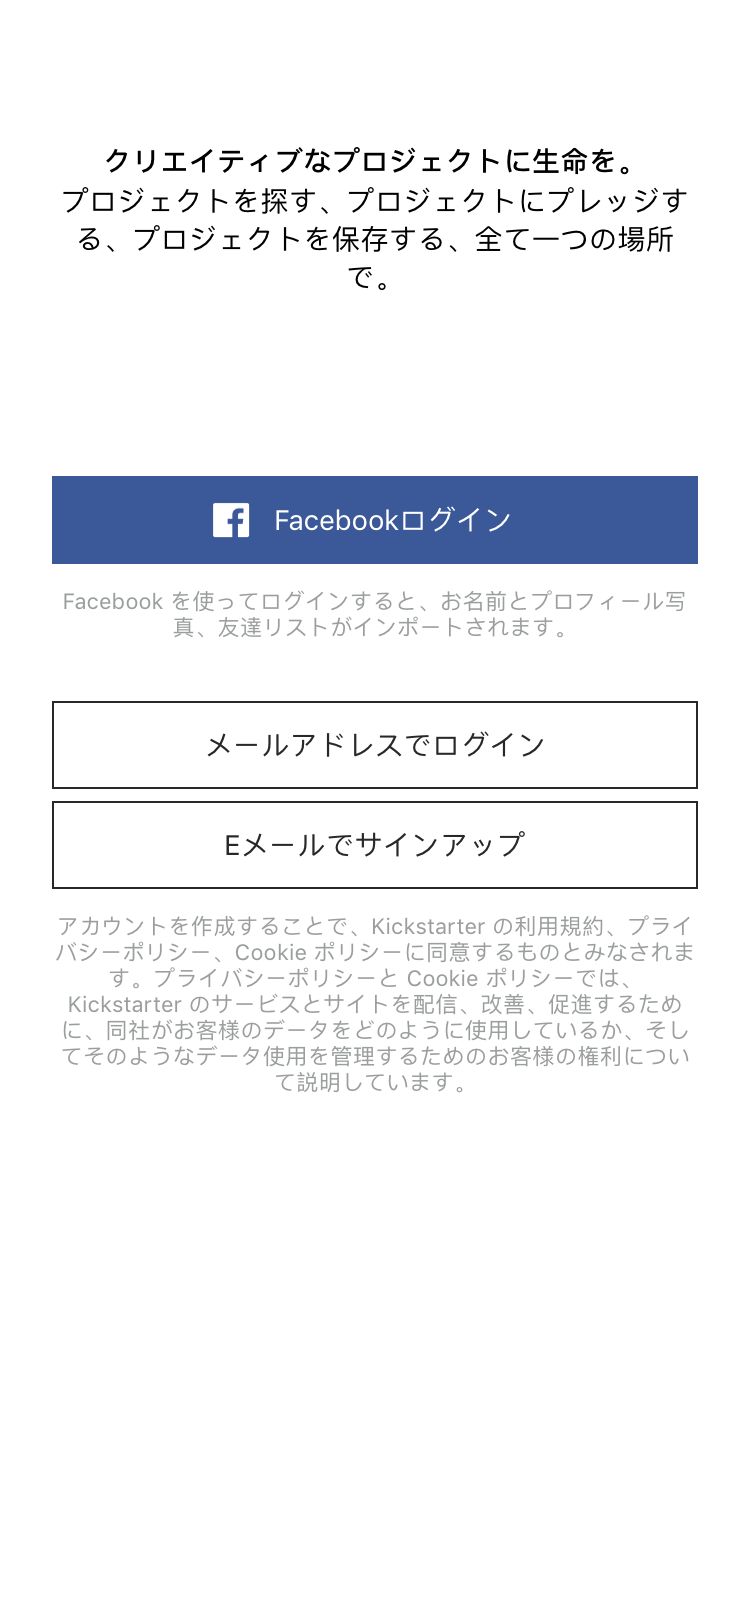 クリエイティブなプロジェクトに生命を。
プロジェクトを探す、プロジェクトにプレッジす
る、プロジェクトを保存する、全て一つの場所
で。
Facebookログイン
Facebook を使ってログインすると、お名前とプロフィール写
真、友達リストがインポートされます。
メールアドレスでログイン
Eメールでサインアップ
アカウントを作成することで、Kickstarter の利用規約、プライ
バシーポリシー、Cookie ポリシーに同意するものとみなされま
す。プライバシーポリシーと Cookie ポリシーでは、
Kickstarter のサービスとサイトを配信、改善、促進するため
に、同社がお客様のデータをどのように使用しているか、そし
てそのようなデータ使用を管理するためのお客様の権利につい
て説明しています。